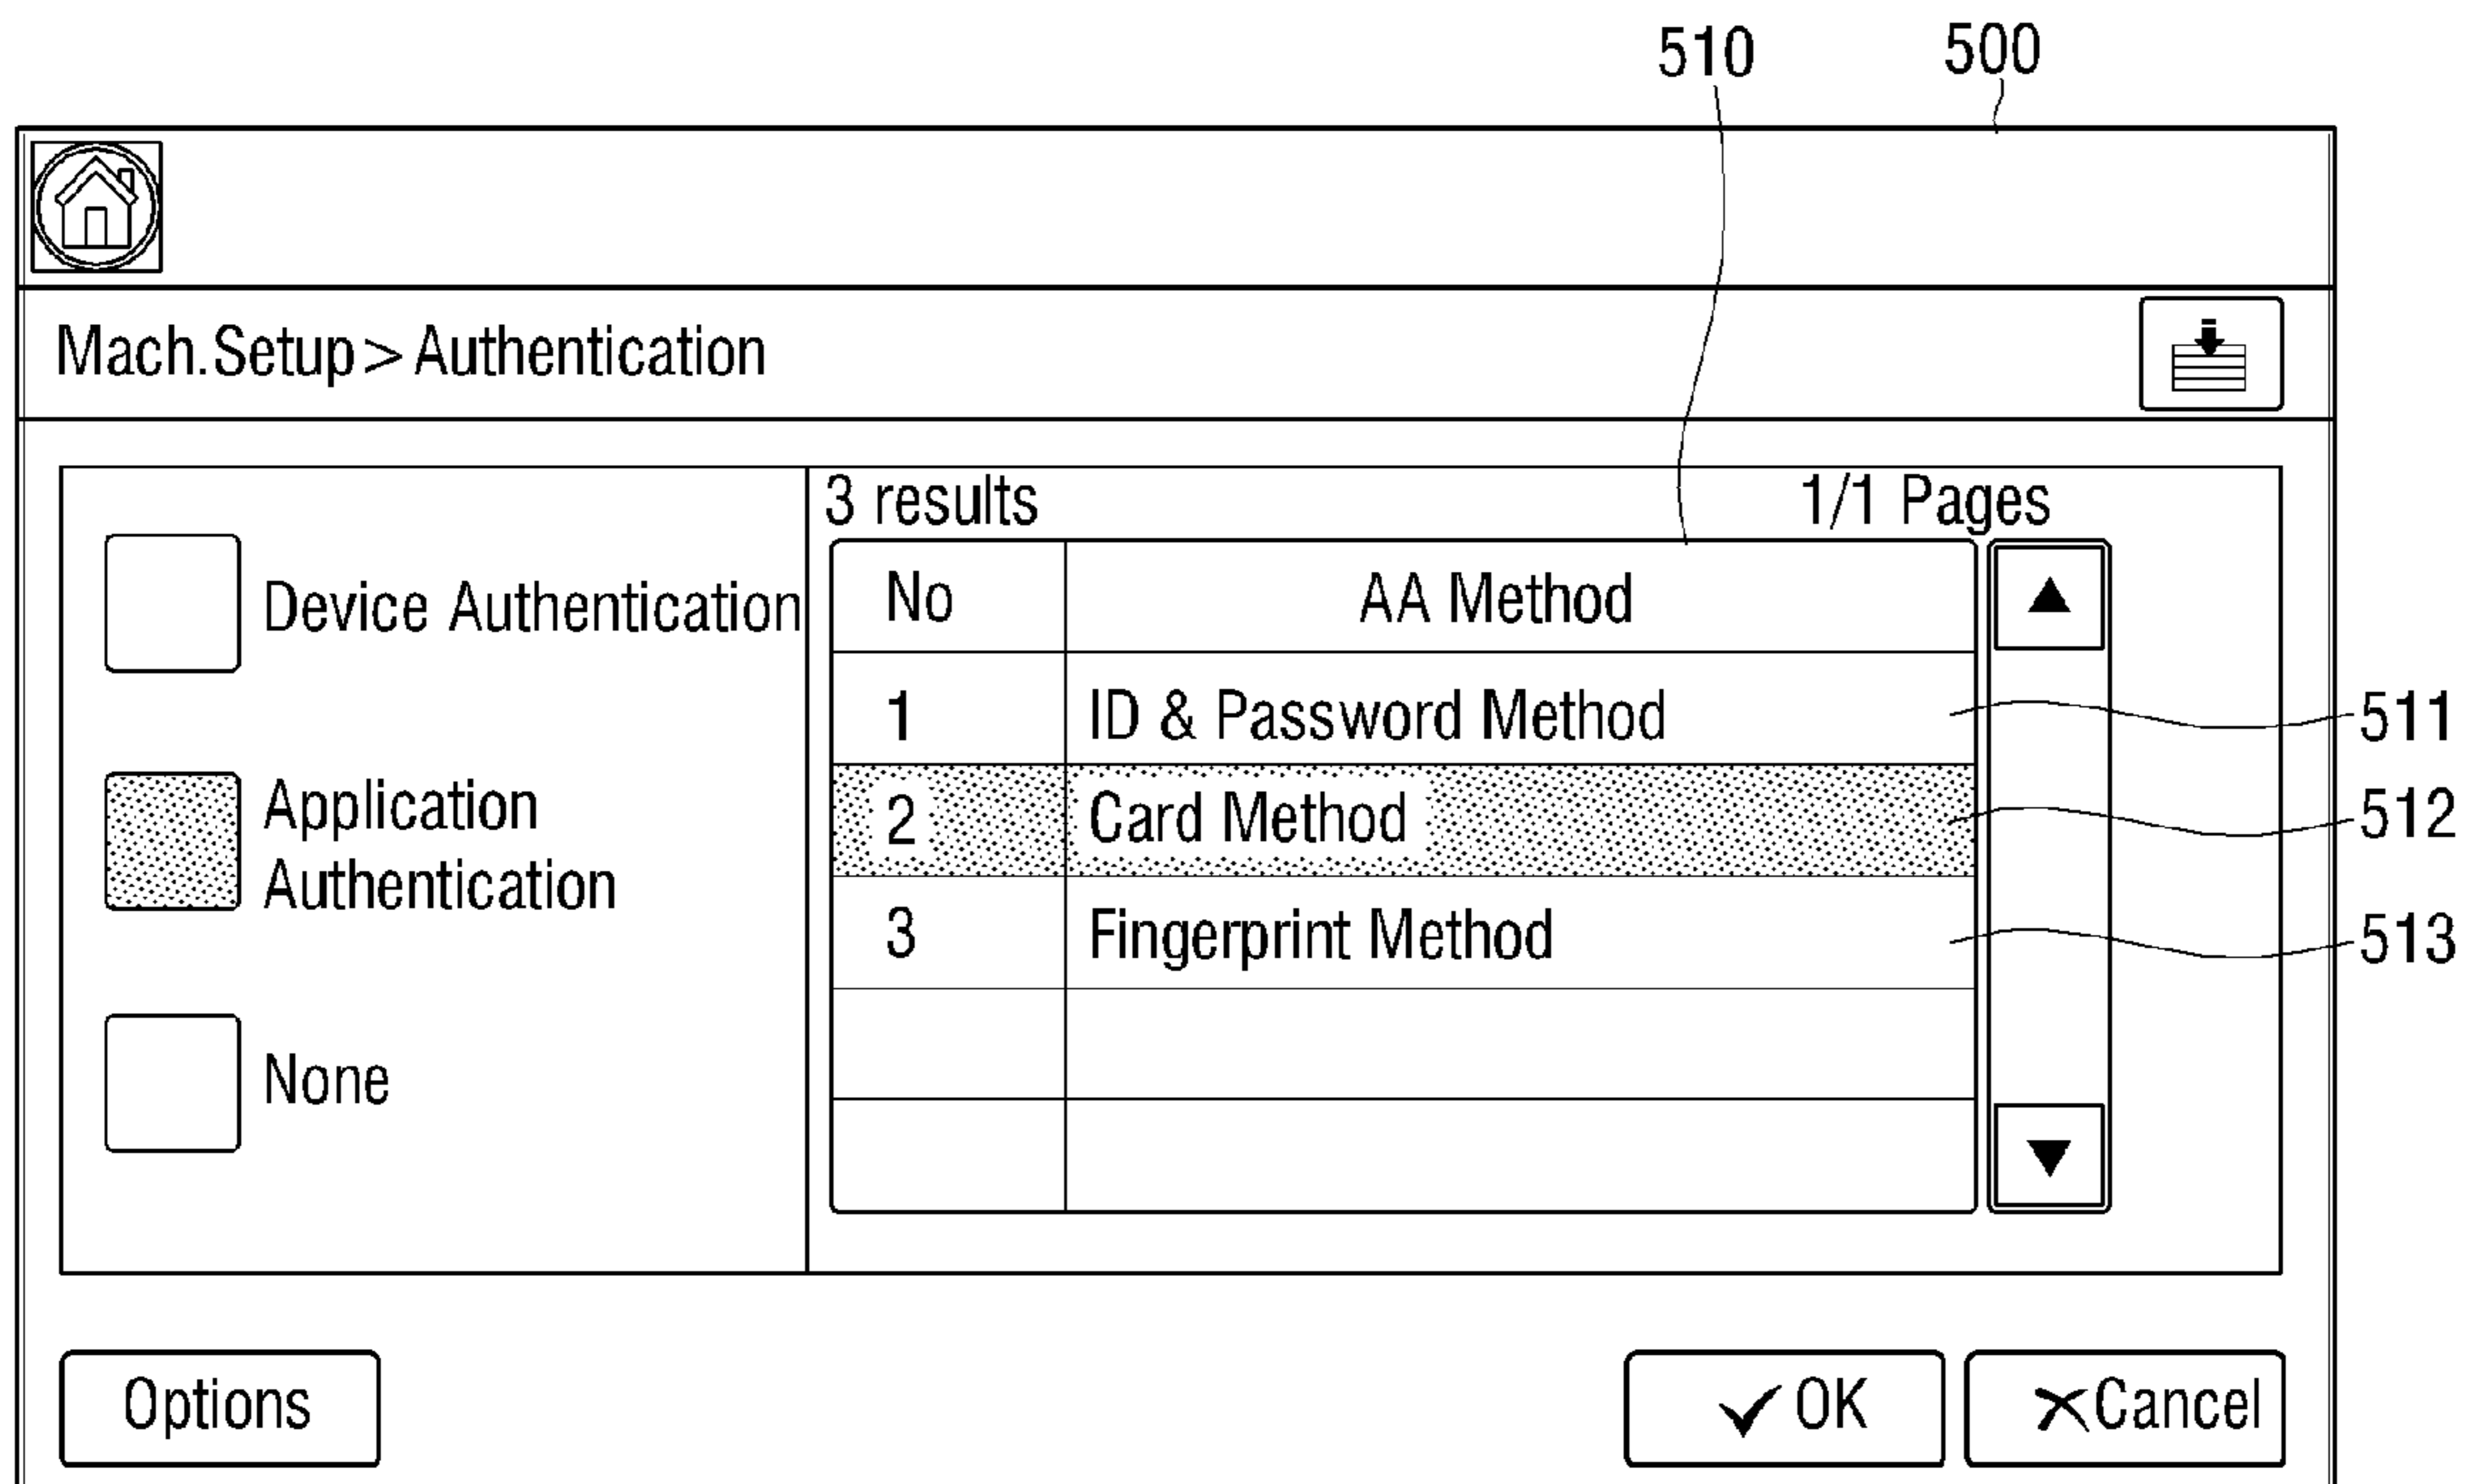 510 500
Mach.Setup>Authentication
3 results 1/1 Pages
Device Authentication
Application
Authentication
None
No AA Method
1 ID & Password Method 511
2 Card Method 512
3 Fingerprint Method 513
Options OK Cancel